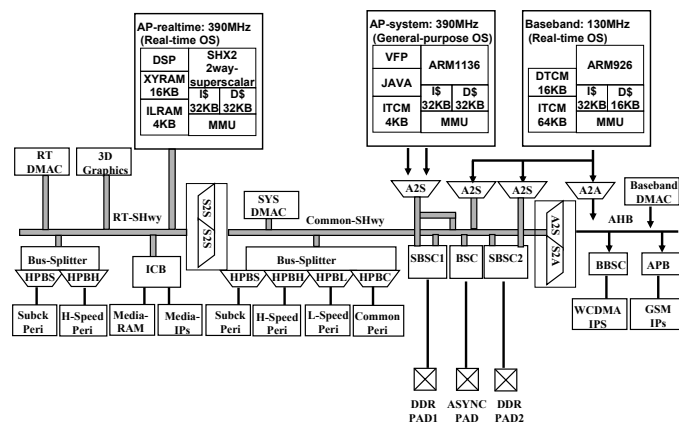 AP-realtime: 390MHz
(Real-time OS)
DSP
XYRAM
16KB
ILRAM
4KB
SHX2
2way-
superscalar
I$
32KB
D$
32KB
MMU
AP-system: 390MHz
(General-purpose OS)
VFP
JAVA
ITCM
4KB
ARM1136
I$
32KB
D$
32KB
MMU
Baseband: 130MHz
(Real-time OS)
DTCM
16KB
ITCM
64KB
ARM926
I$
32KB
D$
16KB
MMU
RT
DMAC
3D
Graphics
RT-SHwy
S2S
S2S
SYS
DMAC
Common-SHwy
A2S
A2S
A2S
A2A
Baseband
DMAC
AHB
A2S
S2A
Bus-Splitter
HPBS
HPBH
ICB
Bus-Splitter
HPBS
HPBH
HPBL
HPBC
SBSC1
BSC
SBSC2
BBSC
APB
Subck
Peri
H-Speed
Peri
Media-
RAM
Media-
IPs
Subck
Peri
H-Speed
Peri
L-Speed
Peri
Common
Peri
WCDMA
IPS
GSM
IPs
DDR
PAD1
ASYNC
PAD
DDR
PAD2